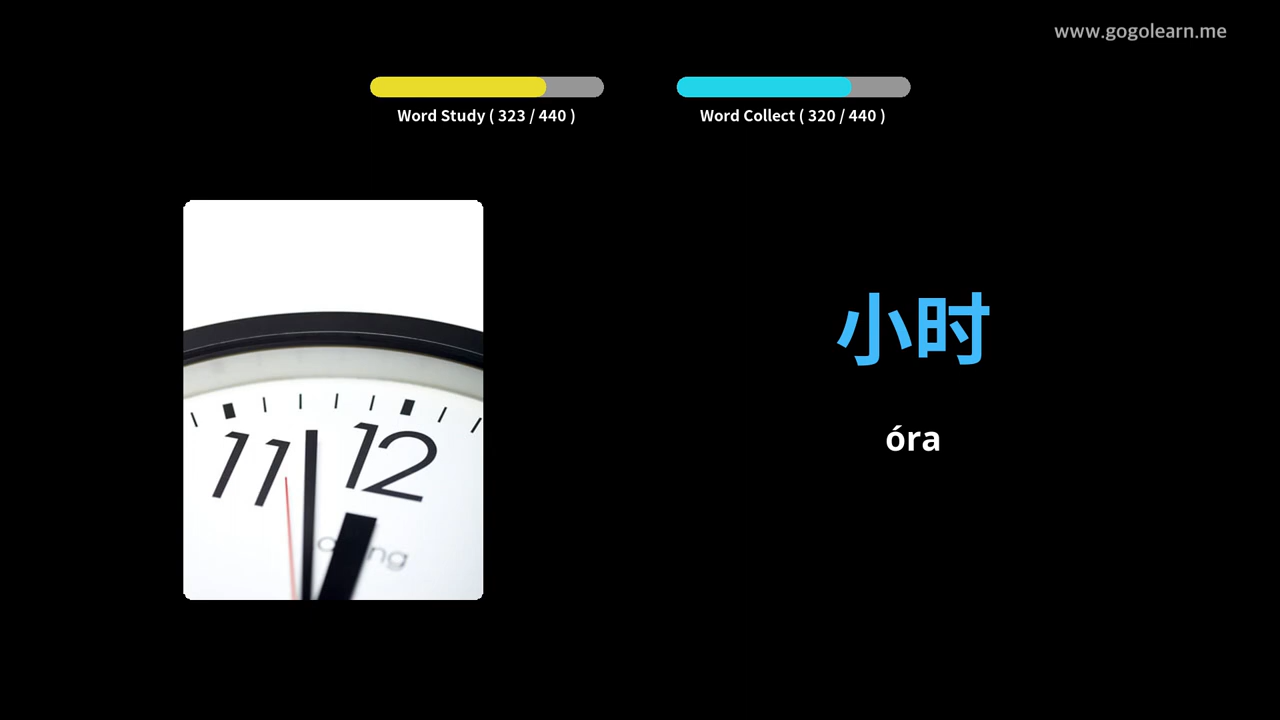 www.gogolearn.me
Word Study ( 323 / 440 )
Word Collect ( 320 / 440 )
11
12
小时
óra